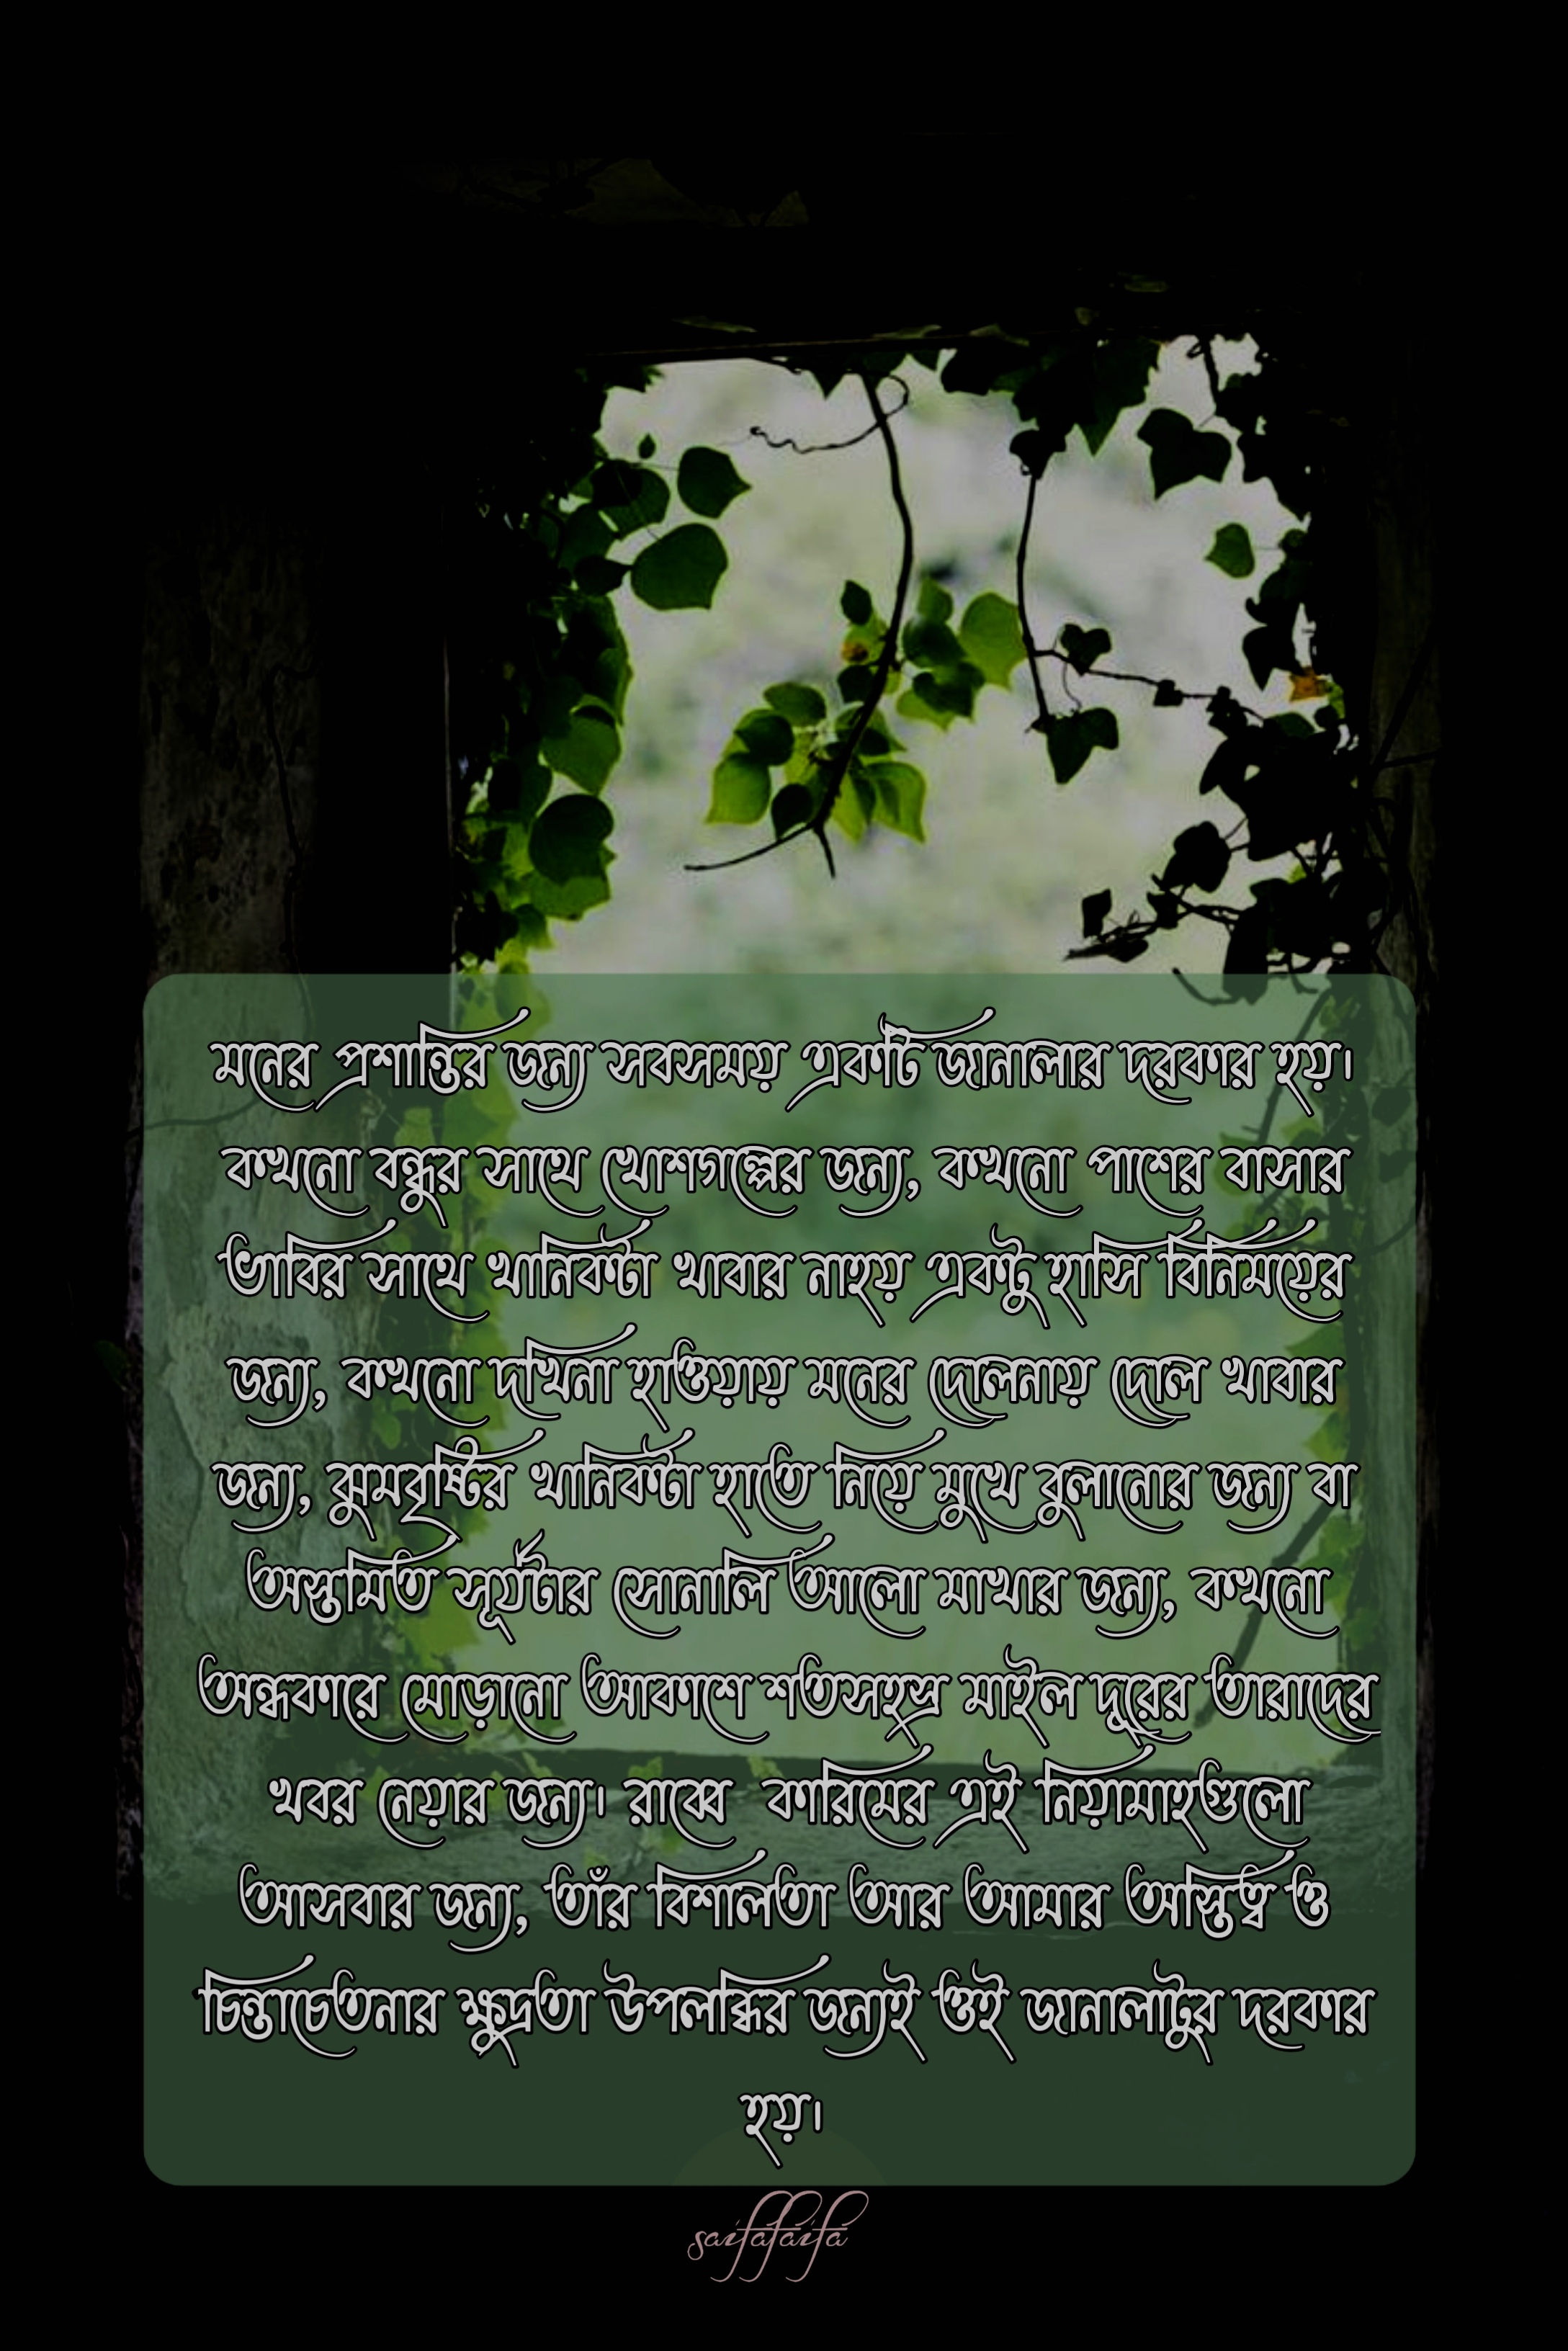 মনের প্রশান্তির জন্য সবসময় একটি জানালার দরকার হয়।
কখনো বন্ধুর সাথে খোশগল্পের জন্য, কখনো পাশের বাসার
ভাবির সাথে খানিকটা খাবার নাহয় একটু হাসি বিনিময়ের
জন্য, কখনো দখিনা হাওয়ায় মনের দোলনায় দোল খাবার
জন্য, ঝুমবৃষ্টির খানিকটা হাতে নিয়ে মুখে বুলানোর জন্য বা
অস্তমিত সূর্যটার সোনালি আলো মাখার জন্য, কখনো
অন্ধকারে মোড়ানো আকাশে শতসহস্র মাইল দূরের তারাদের
খবর নেয়ার জন্য। রাব্বে কারিমের এই নিয়ামাহগুলো
আসবার জন্য, তাঁর বিশালতা আর আমার অস্তিত্ব ও
চিন্তাচেতনার ক্ষুদ্রতা উপলব্ধির জন্যই ওই জানালাটুর দরকার
হয়।
saifafaifa